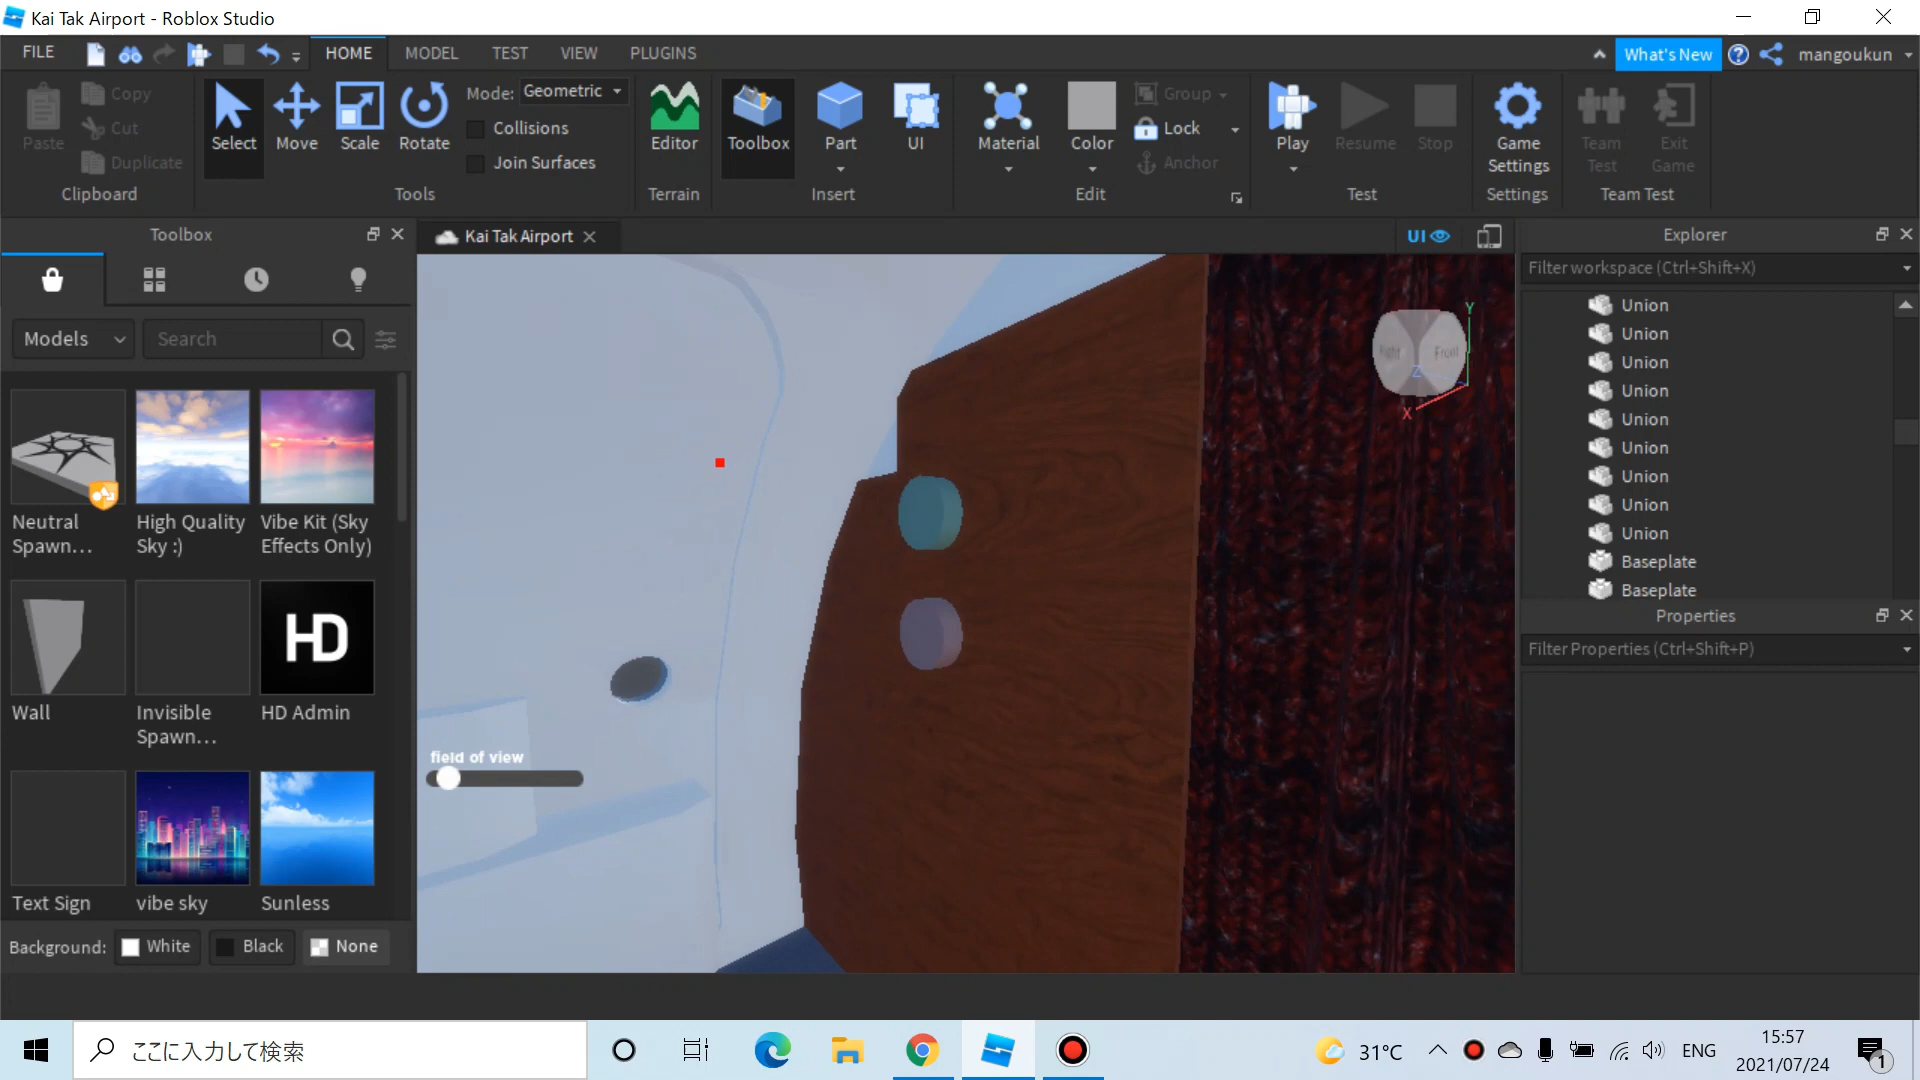 Kai Tak Airport - Roblox Studio
FILE
HOME
MODEL
TEST
VIEW
PLUGINS
What's New
mangoukun
Paste
Copy
Cut
Duplicate
Clipboard
Select
Move
Scale
Rotate
Mode: Geometric
Collisions
Join Surfaces
Tools
Editor
Terrain
Toolbox
Part
UI
Insert
Material
Color
Group
Lock
Anchor
Edit
Play
Resume
Stop
Test
Game
Settings
Settings
Team
Test
Exit
Game
Team Test
Toolbox
Models
Search
Neutral
Spawn...
High Quality
Sky :)
Vibe Kit (Sky
Effects Only)
Wall
Invisible
Spawn...
HD
HD Admin
Text Sign
vibe sky
Sunless
Background:
White
Black
None
Kai Tak Airport
UI
Right
Front
Y
Z
X
field of view
Explorer
Filter workspace (Ctrl+Shift+X)
Union
Union
Union
Union
Union
Union
Union
Union
Union
Baseplate
Baseplate
Properties
Filter Properties (Ctrl+Shift+P)
ここに入力して検索
31°C
ENG
15:57
2021/07/24
1